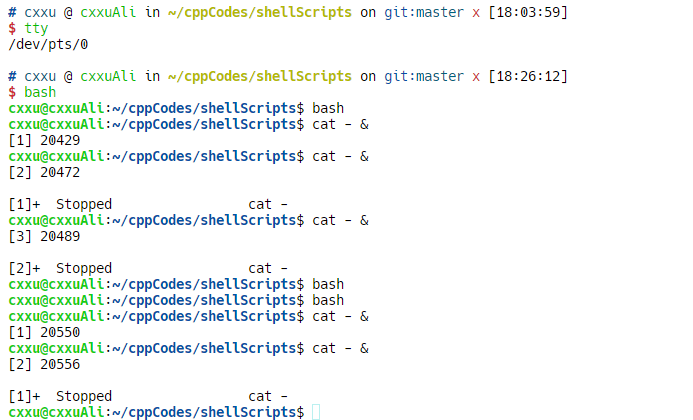 # cxxu @ cxxuAli in ~/cppCodes/shellScripts on git:master x [18:03:59]
$ tty
/dev/pts/0

# cxxu @ cxxuAli in ~/cppCodes/shellScripts on git:master x [18:26:12]
$ bash
cxxu@cxxuAli:~/cppCodes/shellScripts$ bash
cxxu@cxxuAli:~/cppCodes/shellScripts$ cat - &
[1] 20429
cxxu@cxxuAli:~/cppCodes/shellScripts$ cat - &
[2] 20472

[1]+  Stopped                 cat -
cxxu@cxxuAli:~/cppCodes/shellScripts$ cat - &
[3] 20489

[2]+  Stopped                 cat -
cxxu@cxxuAli:~/cppCodes/shellScripts$ bash
cxxu@cxxuAli:~/cppCodes/shellScripts$ bash
cxxu@cxxuAli:~/cppCodes/shellScripts$ cat - &
[1] 20550
cxxu@cxxuAli:~/cppCodes/shellScripts$ cat - &
[2] 20556

[1]+  Stopped                 cat -
cxxu@cxxuAli:~/cppCodes/shellScripts$